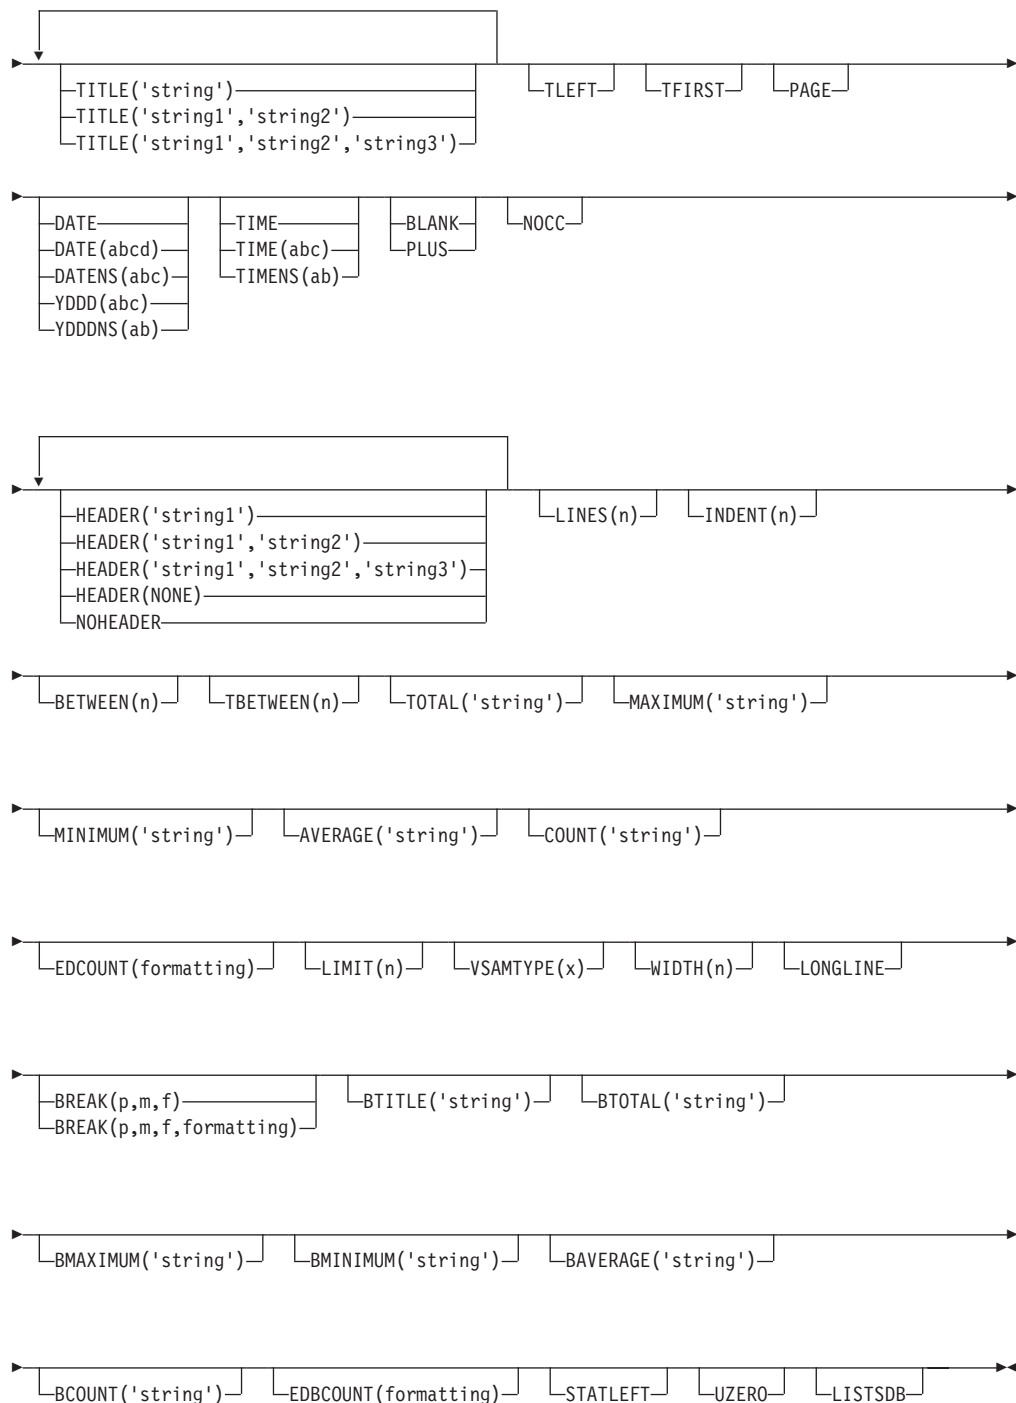 TITLE('string') TLEFT TFIRST PAGE
TITLE('string1','string2')
TITLE('string1','string2','string3')
DATE TIME BLANK NOCC
DATE(abcd) TIME(abc) PLUS
DATENS(abc) TIMENS(ab)
YDDD(abc)
YDDDNS(ab)
HEADER('string1') LINES(n) INDENT(n)
HEADER('string1','string2')
HEADER('string1','string2','string3')
HEADER(NONE)
NOHEADER
BETWEEN(n) TBETWEEN(n) TOTAL('string') MAXIMUM('string')
MINIMUM('string') AVERAGE('string') COUNT('string')
EDCOUNT(formatting) LIMIT(n) VSAMTYPE(x) WIDTH(n) LONGLINE
BREAK(p,m,f) BTITLE('string') BTOTAL('string')
BREAK(p,m,f,formatting)
BMAXIMUM('string') BMINIMUM('string') BAVERAGE('string')
BCOUNT('string') EDBCOUNT(formatting) STATLEFT UZERO LISTSDB